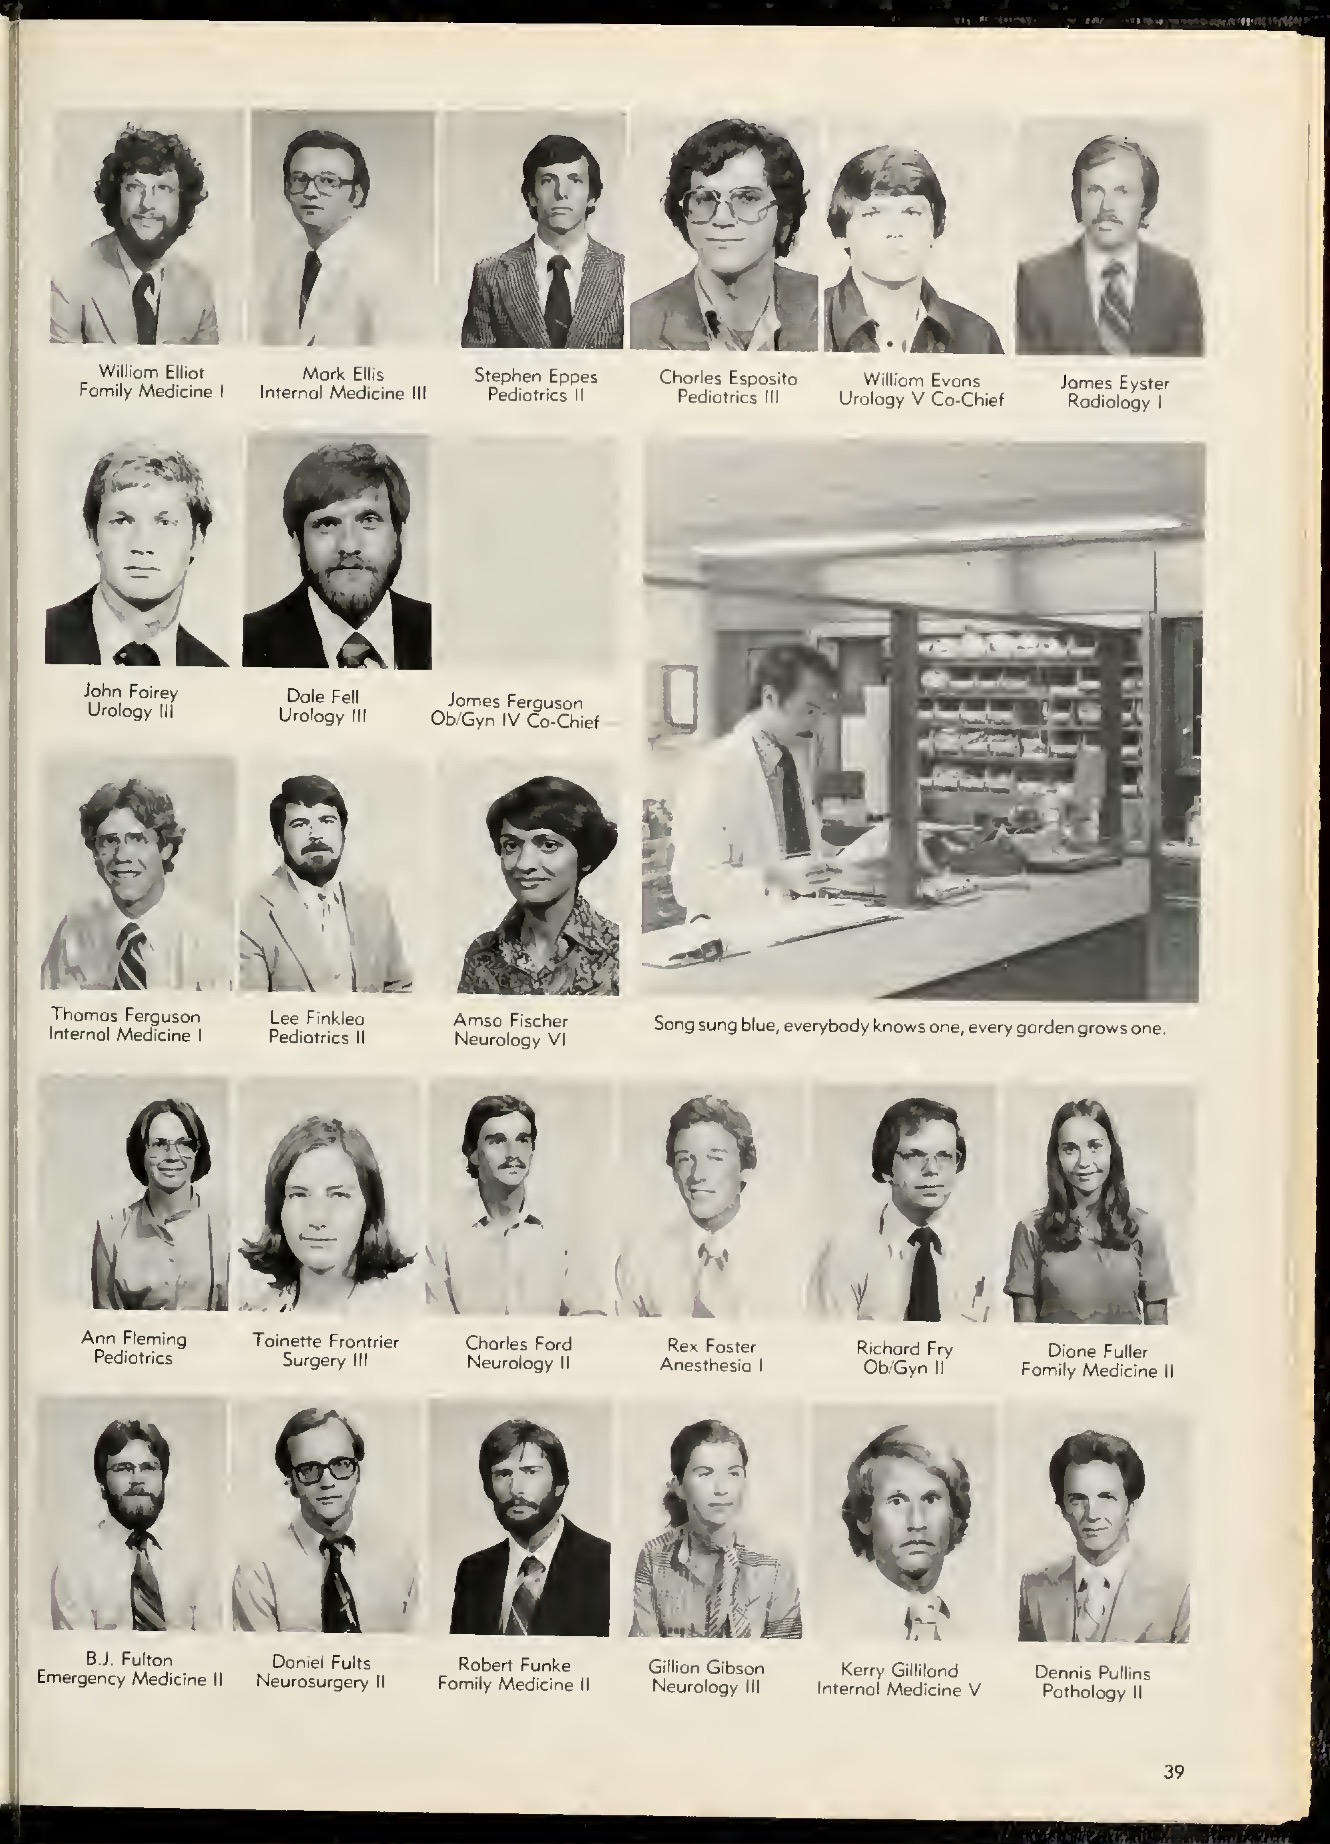 William Elliot
Family Medicine I
Mark Ellis
Internal Medicine III
Stephen Eppes
Pediatrics II
Charles Esposito
Pediatrics III
William Evans
Urology V Co-Chief
James Eyster
Radiology I
John Foirey
Urology III
Dale Fell
Urology III
James Ferguson
Ob/Gyn IV Co-Chief
Thomas Ferguson
Internal Medicine I
Lee Finklea
Pediatrics II
Amsa Fischer
Neurology VI
Song sung blue, everybody knows one, every garden grows one.
Ann Fleming
Pediatrics
Toinette Frontrier
Surgery III
Charles Ford
Neurology II
Rex Foster
Anesthesia I
Richard Fry
Ob/Gyn II
Diane Fuller
Family Medicine II
B.J. Fulton
Emergency Medicine II
Daniel Fults
Neurosurgery II
Robert Funke
Family Medicine II
Gillian Gibson
Neurology III
Kerry Gilliland
Internal Medicine V
Dennis Pullins
Pathology II
39